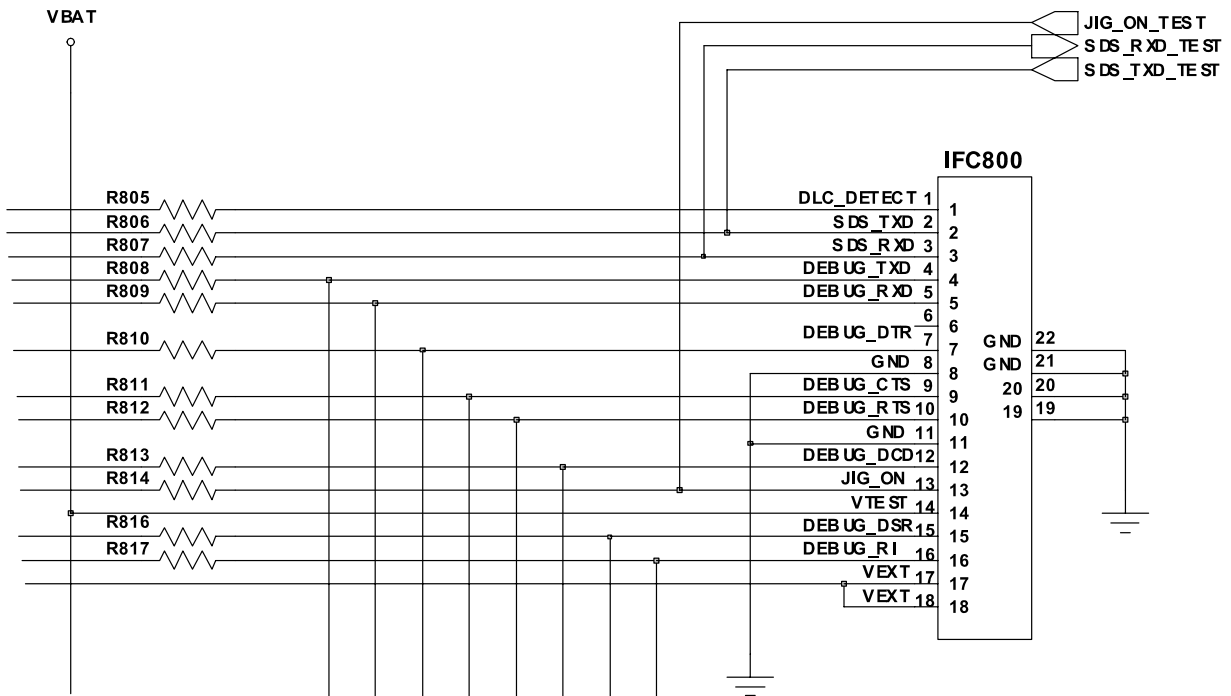 VBAT
JIG_ON_TEST
SDS_RXD_TEST
SDS_TXD_TEST
IFC800
R805 DLC_DETECT 1 1
R806 SDS_TXD 2 2
R807 SDS_RXD 3 3
R808 DEBUG_TXD 4 4
R809 DEBUG_RXD 5 5
6 6
R810 DEBUG_DTR 7 7 GND 22
GND 8 8 GND 21
R811 DEBUG_CTS 9 9 20 20
R812 DEBUG_RTS 10 10 19 19
GND 11 11
R813 DEBUG_DCD 12 12
R814 JIG_ON 13 13
VTEST 14 14
R816 DEBUG_DSR 15 15
R817 DEBUG_RI 16 16
VEXT 17 17
VEXT 18 18